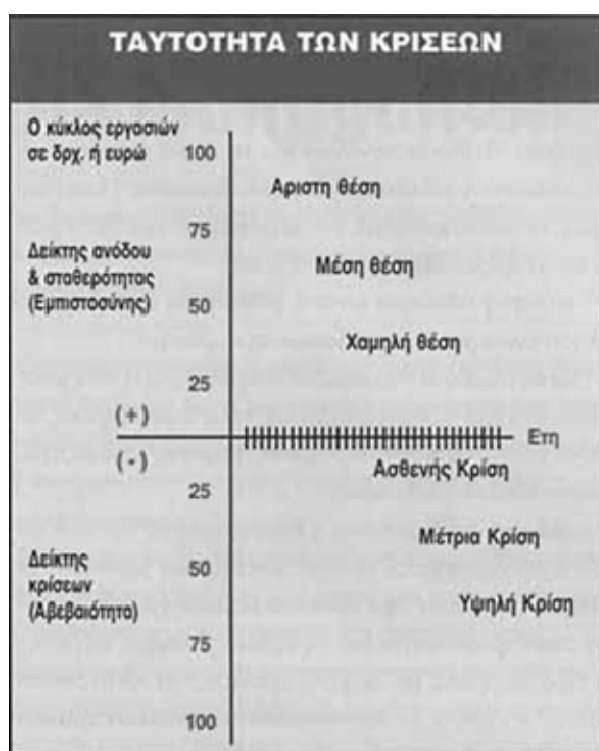 ΤΑΥΤΟΤΗΤΑ ΤΩΝ ΚΡΙΣΕΩΝ
Ο κύκλος εργασιών
σε δρχ. ή ευρώ
100
Αριστη θέση
75
Δείκτης ανόδου
& σταθερότητας
(Εμπιστοσύνης)
Μέση θέση
50
Χαμηλή θέση
25
(+)
Ετη
(-)
Ασθενής Κρίση
25
Μέτρια Κρίση
Δείκτης
κρίσεων
(Αβεβαιότητα)
50
Υψηλή Κρίση
75
100